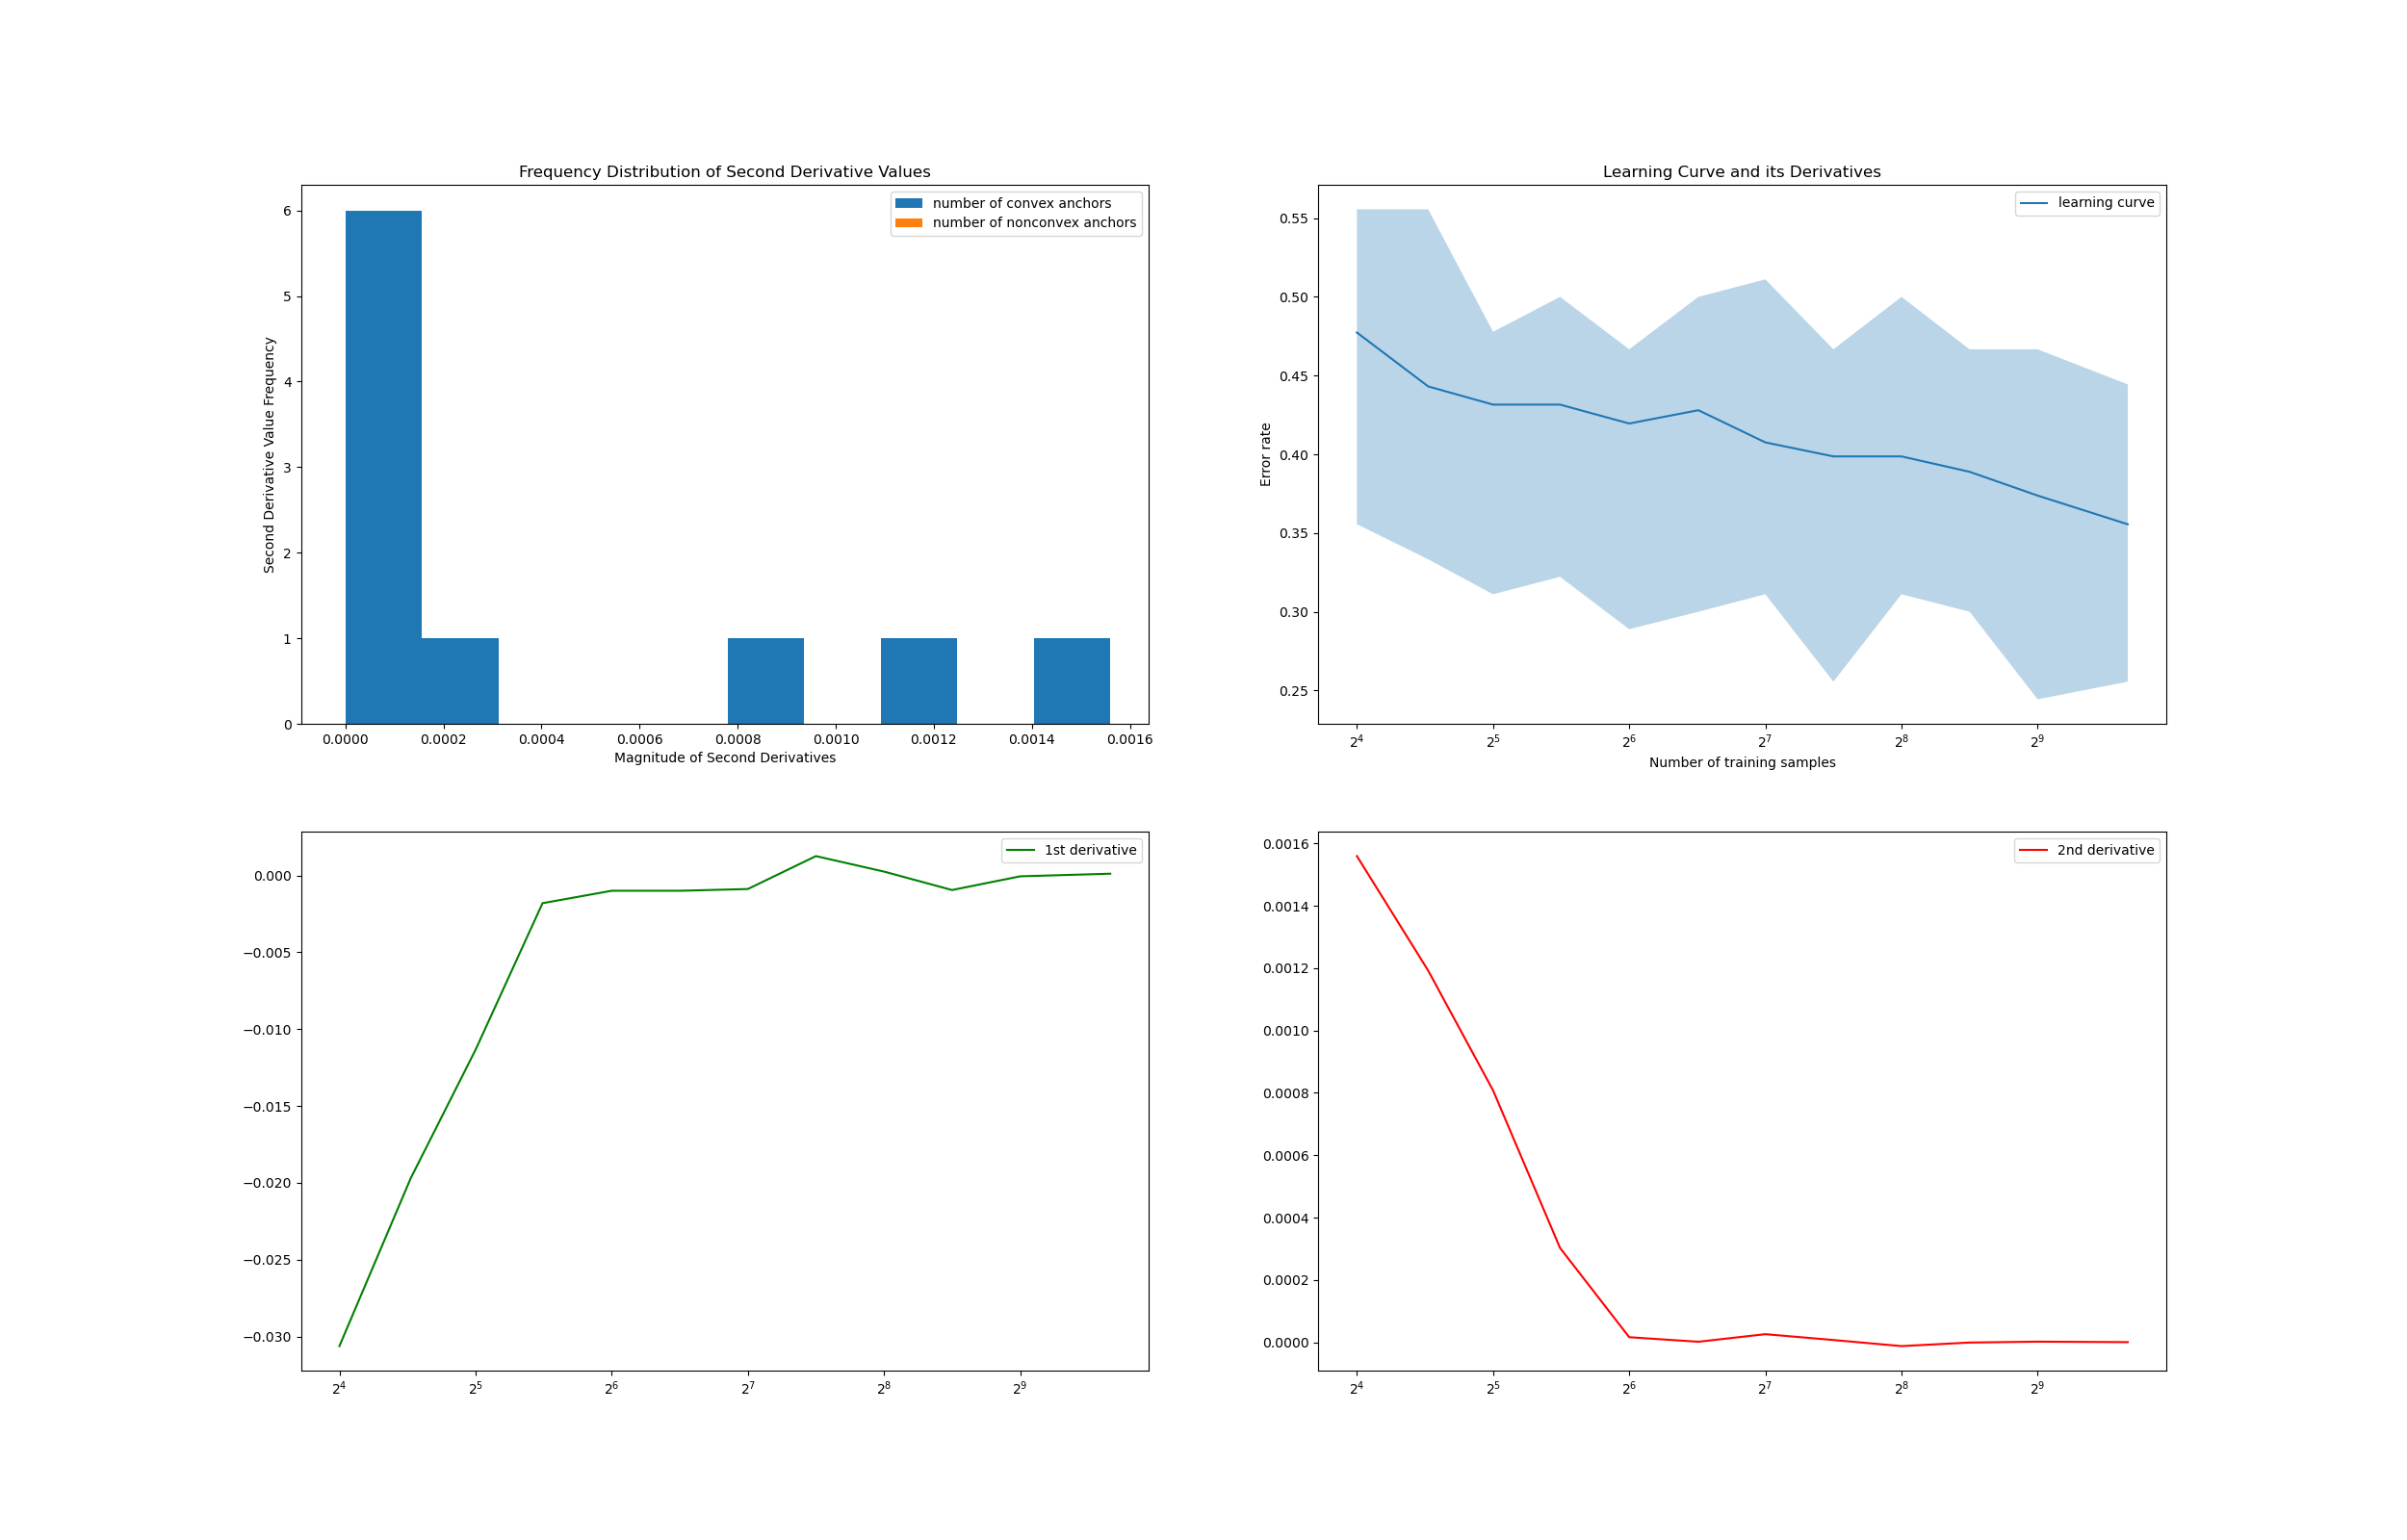 Frequency Distribution of Second Derivative Values
number of convex anchors
number of nonconvex anchors
6
5
4
3
2
1
0
Second Derivative Value Frequency
0.0000 0.0002 0.0004 0.0006 0.0008 0.0010 0.0012 0.0014 0.0016
Magnitude of Second Derivatives
Learning Curve and its Derivatives
learning curve
0.55
0.50
0.45
0.40
0.35
0.30
0.25
Error rate
2⁴ 2⁵ 2⁶ 2⁷ 2⁸ 2⁹
Number of training samples
1st derivative
0.000
−0.005
−0.010
−0.015
−0.020
−0.025
−0.030
2⁴ 2⁵ 2⁶ 2⁷ 2⁸ 2⁹
2nd derivative
0.0016
0.0014
0.0012
0.0010
0.0008
0.0006
0.0004
0.0002
0.0000
2⁴ 2⁵ 2⁶ 2⁷ 2⁸ 2⁹